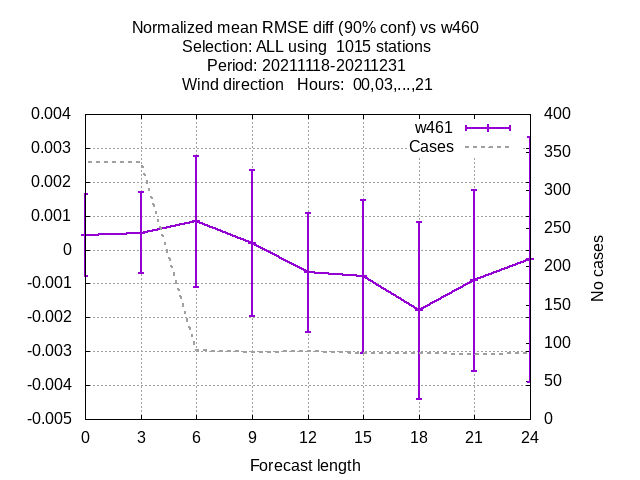 Normalized mean RMSE diff (90% conf) vs w460
Selection: ALL using  1015 stations
Period: 20211118-20211231
Wind direction   Hours:  00,03,...,21
w461
Cases
0.004
0.003
0.002
0.001
0
-0.001
-0.002
-0.003
-0.004
-0.005
400
350
300
250
200
150
100
50
0
No cases
0 3 6 9 12 15 18 21 24
Forecast length